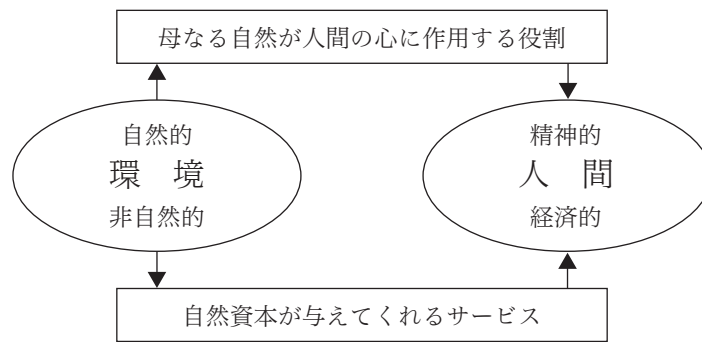 母なる自然が人間の心に作用する役割
自然的
環　境
非自然的
精神的
人　間
経済的
自然資本が与えてくれるサービス